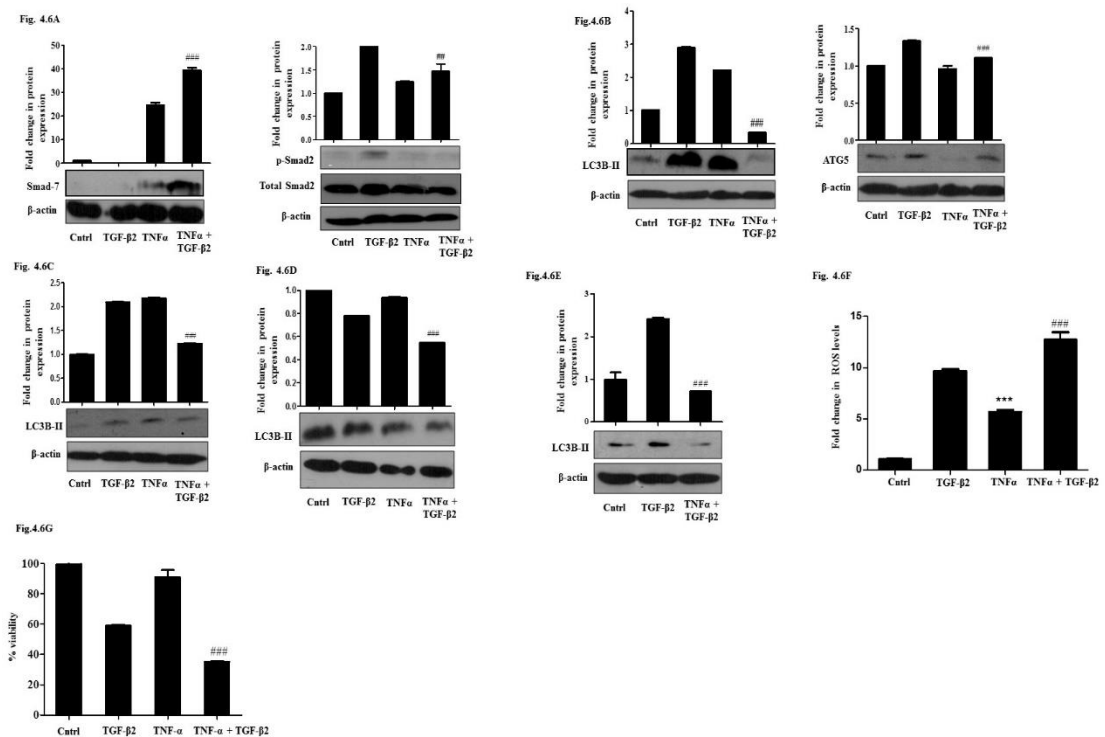 Fig. 4.6A
Fold change in protein
expression
50
40
30
20
10
0
###
Smad-7
β-actin
Cntrl TGF-β2 TNFα TNFα +
TGF-β2
Fold change in protein
expression
2.0
1.5
1.0
0.5
0.0
##
p-Smad2
Total Smad2
β-actin
Cntrl TGF-β2 TNFα TNFα +
TGF-β2
Fig.4.6B
Fold change in protein
expression
4
3
2
1
0
###
LC3B-II
β-actin
Cntrl TGF-β2 TNFα TNFα +
TGF-β2
Fold change in protein
expression
1.5
1.0
0.5
0.0
###
ATG5
β-actin
Cntrl TGF-β2 TNFα TNFα +
TGF-β2
Fig. 4.6C
Fold change in protein
expression
2.5
2.0
1.5
1.0
0.5
0.0
###
LC3B-II
β-actin
Cntrl TGF-β2 TNFα TNFα +
TGF-β2
Fig. 4.6D
Fold change in protein
expression
1.0
0.8
0.6
0.4
0.2
0.0
###
LC3B-II
β-actin
Cntrl TGF-β2 TNFα TNFα +
TGF-β2
Fig.4.6E
Fold change in protein
expression
3
2
1
0
###
LC3B-II
β-actin
Cntrl TGF-β2 TNFα +
TGF-β2
Fig. 4.6F
Fold change in ROS levels
15
10
5
0
***
###
Cntrl TGF-β2 TNFα TNFα + TGF-β2
Fig.4.6G
% viability
100
80
60
40
20
0
###
Cntrl TGF-β2 TNF-α TNF-α + TGF-β2